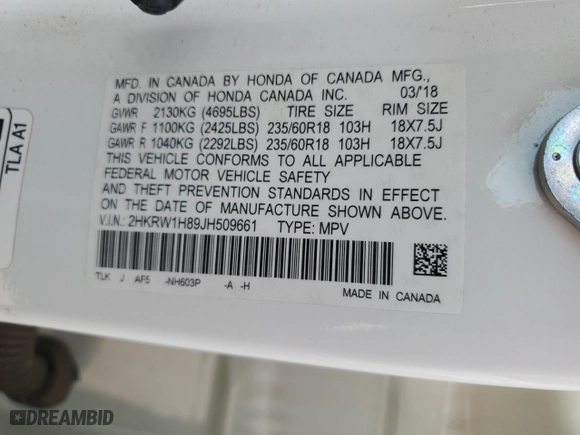 MFD. IN CANADA BY HONDA OF CANADA MFG.,
A DIVISION OF HONDA CANADA INC. 03/18
GVWR 2130KG (4695LBS) TIRE SIZE RIM SIZE
GAWR F 1100KG (2425LBS) 235/60R18 103H 18X7.5J
GAWR R 1040KG (2292LBS) 235/60R18 103H 18X7.5J
THIS VEHICLE CONFORMS TO ALL APPLICABLE
FEDERAL MOTOR VEHICLE SAFETY
AND THEFT PREVENTION STANDARDS IN EFFECT
ON THE DATE OF MANUFACTURE SHOWN ABOVE.
V.I.N.: 2HKRW1H89JH509661 TYPE: MPV
TLK J AF5 -NH603P -A -H
MADE IN CANADA
TLA A1
DREAMBID